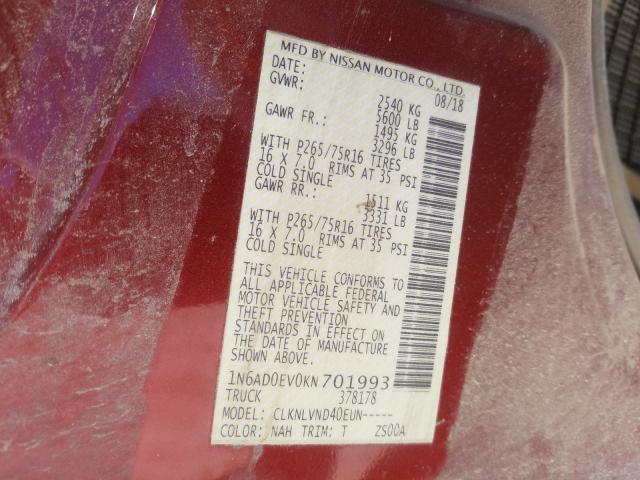 MFD BY NISSAN MOTOR CO., LTD.
DATE: 08/18
GVWR: 2540 KG
5600 LB
GAWR FR.: 1495 KG
3296 LB
WITH P265/75R16 TIRES
16 X 7.0 RIMS AT 35 PSI
COLD SINGLE
GAWR RR.: 1511 KG
3331 LB
WITH P265/75R16 TIRES
16 X 7.0 RIMS AT 35 PSI
COLD SINGLE
THIS VEHICLE CONFORMS TO
ALL APPLICABLE FEDERAL
MOTOR VEHICLE SAFETY AND
THEFT PREVENTION
STANDARDS IN EFFECT ON
THE DATE OF MANUFACTURE
SHOWN ABOVE.
1N6AD0EV0KN701993
TRUCK 378178
MODEL: CLKNLVND40EUN-----
COLOR: NAH TRIM: T ZS00A